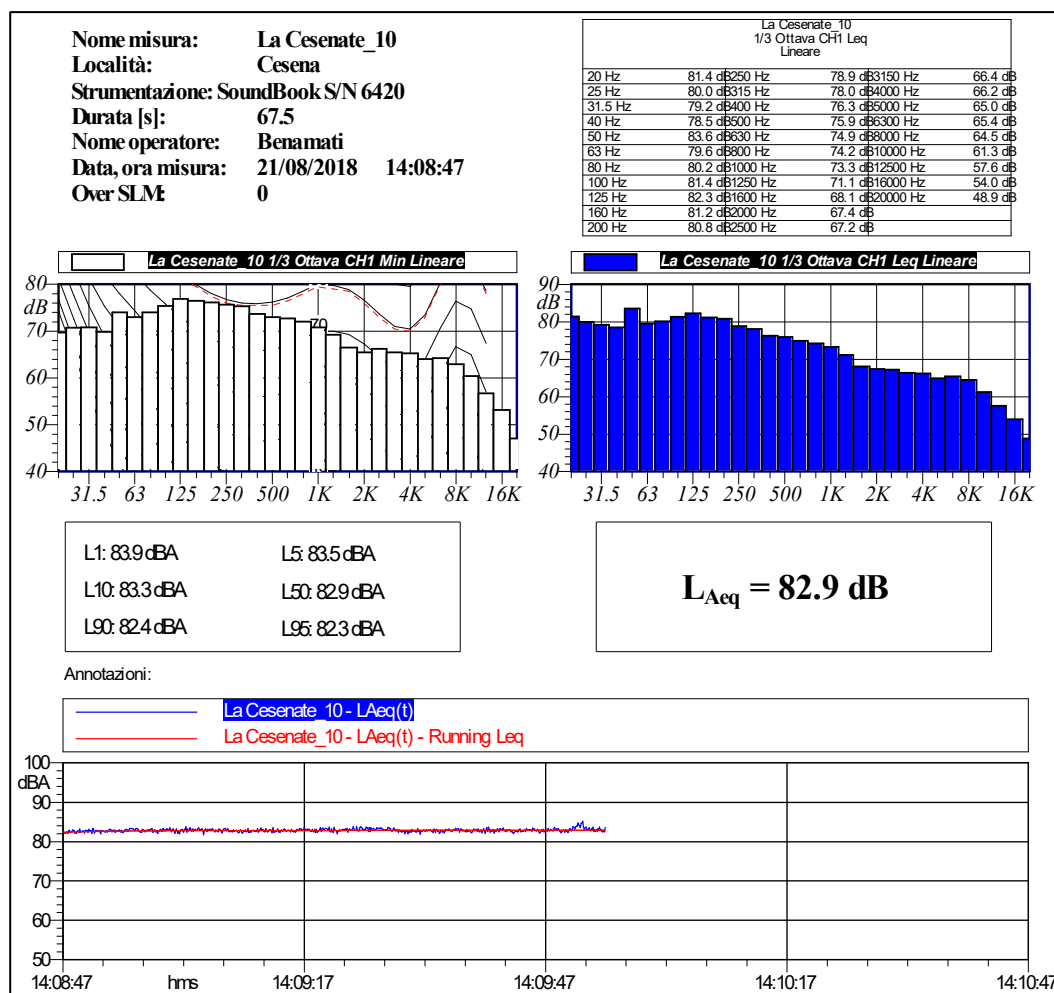 Nome misura: La Cesenate_10
Località: Cesena
Strumentazione: SoundBook S/N 6420
Durata [s]: 67.5
Nome operatore: Benamati
Data, ora misura: 21/08/2018 14:08:47
Over SLM: 0
La Cesenate_10
1/3 Ottava CH1 Leq
Lineare
20 Hz 81.4 dB 250 Hz 78.9 dB 3150 Hz 66.4 dB
25 Hz 80.0 dB 315 Hz 78.0 dB 4000 Hz 66.2 dB
31.5 Hz 79.2 dB 400 Hz 76.3 dB 5000 Hz 65.0 dB
40 Hz 78.5 dB 500 Hz 75.9 dB 6300 Hz 65.4 dB
50 Hz 83.6 dB 630 Hz 74.9 dB 8000 Hz 64.5 dB
63 Hz 79.6 dB 800 Hz 74.2 dB 10000 Hz 61.3 dB
80 Hz 80.2 dB 1000 Hz 73.3 dB 12500 Hz 57.6 dB
100 Hz 81.4 dB 1250 Hz 71.1 dB 16000 Hz 54.0 dB
125 Hz 82.3 dB 1600 Hz 68.1 dB 20000 Hz 48.9 dB
160 Hz 81.2 dB 2000 Hz 67.4 dB
200 Hz 80.8 dB 2500 Hz 67.2 dB
La Cesenate_10 1/3 Ottava CH1 Min Lineare
80
dB
70
60
50
40
31.5 63 125 250 500 1K 2K 4K 8K 16K
La Cesenate_10 1/3 Ottava CH1 Leq Lineare
90
dB
80
70
60
50
40
31.5 63 125 250 500 1K 2K 4K 8K 16K
L1: 83.9 dBA L5: 83.5 dBA
L10: 83.3 dBA L50: 82.9 dBA
L90: 82.4 dBA L95: 82.3 dBA
LAeq = 82.9 dB
Annotazioni:
La Cesenate_10 - LAeq(t)
La Cesenate_10 - LAeq(t) - Running Leq
100
dBA
90
80
70
60
50
14:08:47 hms 14:09:17 14:09:47 14:10:17 14:10:47